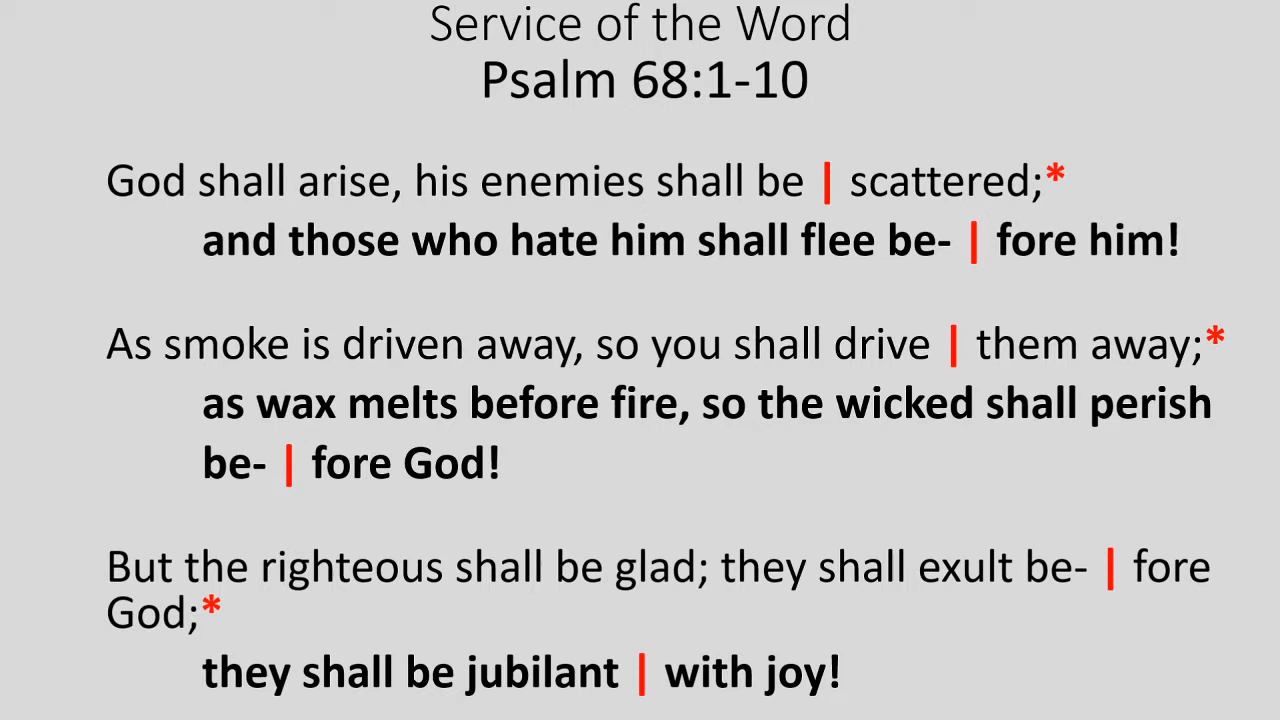 Service of the Word
Psalm 68:1-10
God shall arise, his enemies shall be | scattered;*
and those who hate him shall flee be- | fore him!
As smoke is driven away, so you shall drive | them away;*
as wax melts before fire, so the wicked shall perish
be- | fore God!
But the righteous shall be glad; they shall exult be- | fore
God;*
they shall be jubilant | with joy!